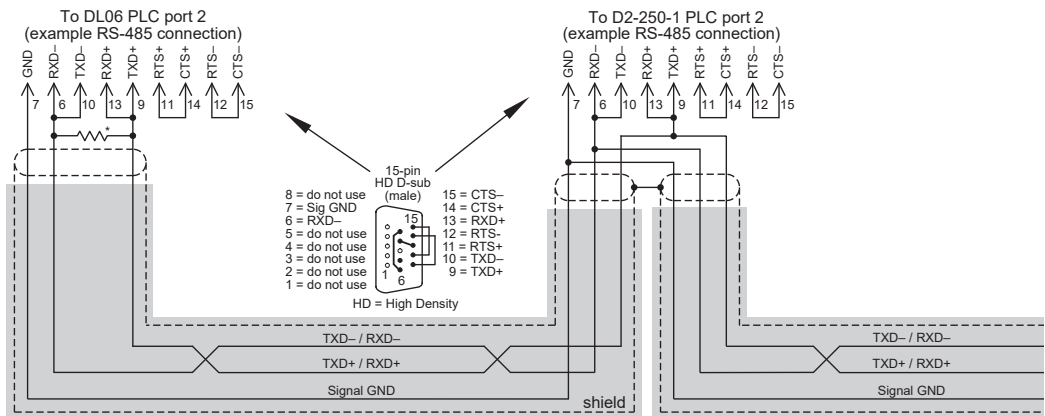 To DL06 PLC port 2
(example RS-485 connection)
GND RXD– TXD– RXD+ TXD+ RTS+ CTS+ RTS– CTS–
7 6 10 13 9 11 14 12 15
*
To D2-250-1 PLC port 2
(example RS-485 connection)
GND RXD– TXD– RXD+ TXD+ RTS+ CTS+ RTS– CTS–
7 6 10 13 9 11 14 12 15
15-pin
HD D-sub
(male)
8 = do not use
7 = Sig GND
6 = RXD–
5 = do not use
4 = do not use
3 = do not use
2 = do not use
1 = do not use
15
1
6
15 = CTS–
14 = CTS+
13 = RXD+
12 = RTS-
11 = RTS+
10 = TXD–
9 = TXD+
HD = High Density
TXD– / RXD–
TXD+ / RXD+
Signal GND
shield
TXD– / RXD–
TXD+ / RXD+
Signal GND